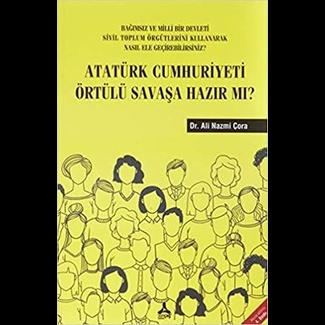 BAĞIMSIZ VE MİLLİ BİR DEVLETİ
SİVİL TOPLUM ÖRGÜTLERİNİ KULLANARAK
NASIL ELE GEÇİREBİLİRSİNİZ?
ATATÜRK CUMHURİYETİ
ÖRTÜLÜ SAVAŞA HAZIR MI?
Dr. Ali Nazmi Çora